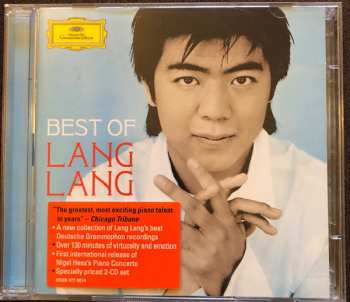 Deutsche
Grammophon
BEST OF
LANG
LANG
"The greatest, most exciting piano talent
in years" – Chicago Tribune
• A new collection of Lang Lang's best
Deutsche Grammophon recordings
• Over 130 minutes of virtuosity and emotion
• First international release of
Nigel Hess's Piano Concerto
• Specially priced 2-CD set